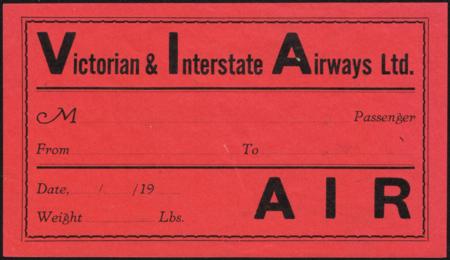 Victorian & Interstate Airways Ltd.
M Passenger
From To
Date, / /19
Weight Lbs.
AIR